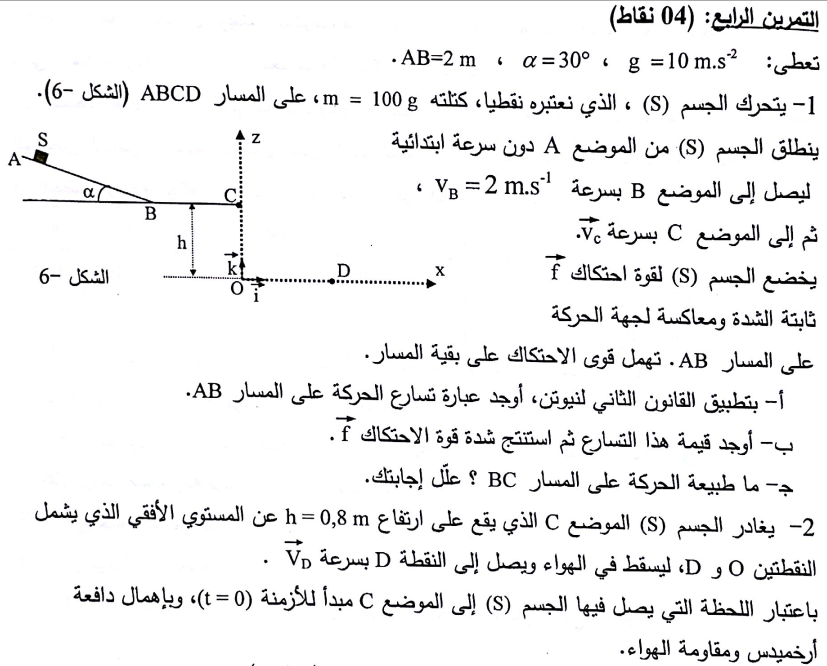 التمرين الرابع: (04 نقاط)
تعطى: g =10 m.s⁻² ، α = 30° ، AB=2 m .
1– يتحرك الجسم (S) ، الذي نعتبره نقطيا، كتلته m = 100 g ، على المسار ABCD (الشكل -6).
ينطلق الجسم (S) من الموضع A دون سرعة ابتدائية
ليصل إلى الموضع B بسرعة v_B = 2 m.s⁻¹ ،
ثم إلى الموضع C بسرعة v⃗_c.
يخضع الجسم (S) لقوة احتكاك f⃗
ثابتة الشدة ومعاكسة لجهة الحركة
على المسار AB . تهمل قوى الاحتكاك على بقية المسار.
أ– بتطبيق القانون الثاني لنيوتن، أوجد عبارة تسارع الحركة على المسار AB.
ب– أوجد قيمة هذا التسارع ثم استنتج شدة قوة الاحتكاك f⃗ .
ج– ما طبيعة الحركة على المسار BC ؟ علّل إجابتك.
2– يغادر الجسم (S) الموضع C الذي يقع على ارتفاع h = 0,8 m عن المستوي الأفقي الذي يشمل
النقطتين O و D، ليسقط في الهواء ويصل إلى النقطة D بسرعة V⃗_D .
باعتبار اللحظة التي يصل فيها الجسم (S) إلى الموضع C مبدأ للأزمنة (t = 0)، وبإهمال دافعة
أرخميدس ومقاومة الهواء.
S
A
α
B
C
z
h
k⃗
O
i⃗
D
x
الشكل -6